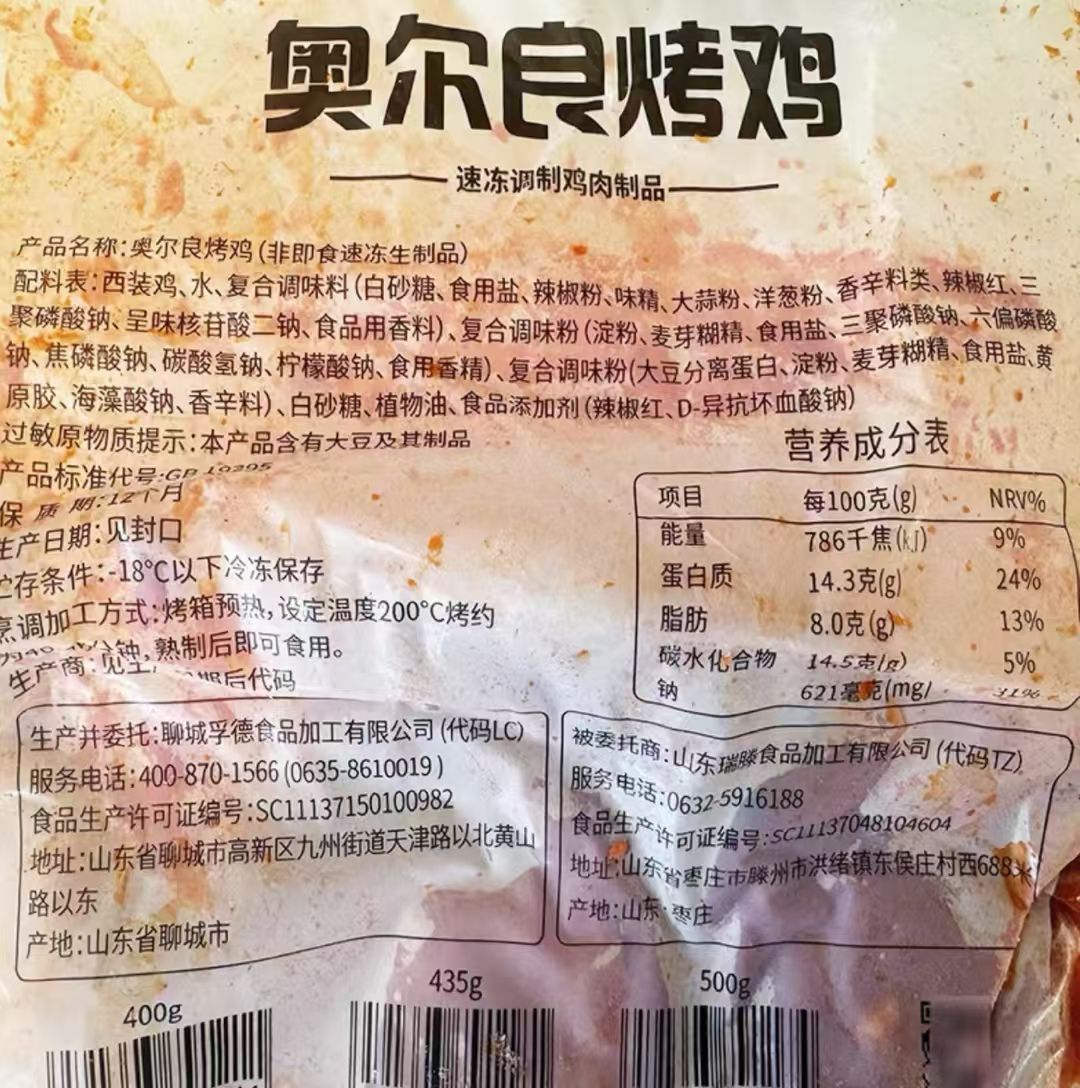 奥尔良烤鸡
速冻调制鸡肉制品
产品名称:奥尔良烤鸡(非即食速冻生制品)
配料表:西装鸡、水、复合调味料(白砂糖、食用盐、辣椒粉、味精、大蒜粉、洋葱粉、香辛料类、辣椒红、三
聚磷酸钠、呈味核苷酸二钠、食品用香料)、复合调味粉(淀粉、麦芽糊精、食用盐、三聚磷酸钠、六偏磷酸
钠、焦磷酸钠、碳酸氢钠、柠檬酸钠、食用香精)、复合调味粉(大豆分离蛋白、淀粉、麦芽糊精、食用盐、黄
原胶、海藻酸钠、香辛料)、白砂糖、植物油、食品添加剂(辣椒红、D-异抗坏血酸钠)
过敏原物质提示:本产品含有大豆及其制品
产品标准代号:
保质期:12个月
生产日期:见封口
贮存条件:-18°C以下冷冻保存
烹调加工方式:烤箱预热,设定温度200°C烤约
分钟,熟制后即可食用。
生产商:见 期后代码
营养成分表
项目 每100克(g) NRV%
能量 786千焦(kJ) 9%
蛋白质 14.3克(g) 24%
脂肪 8.0克(g) 13%
碳水化合物 14.5克(g) 5%
钠 621毫克(mg) 31%
生产并委托:聊城孚德食品加工有限公司(代码LC)
服务电话:400-870-1566(0635-8610019)
食品生产许可证编号:SC11137150100982
地址:山东省聊城市高新区九州街道天津路以北黄山
路以东
产地:山东省聊城市
被委托商:山东瑞滕食品加工有限公司(代码TZ)
服务电话:0632-5916188
食品生产许可证编号:SC11137048104604
地址:山东省枣庄市滕州市洪绪镇东侯庄村西688米
产地:山东·枣庄
400g
435g
500g